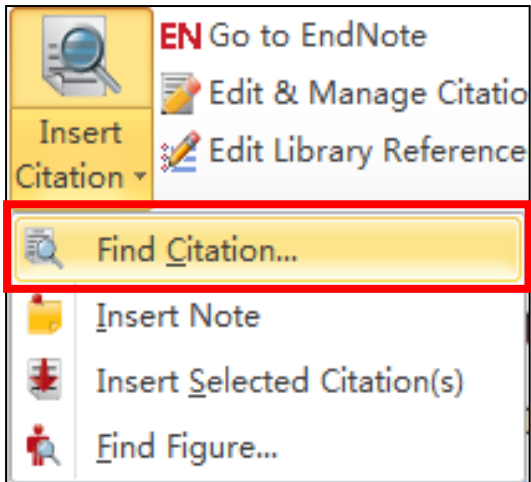 EN Go to EndNote
Edit & Manage Citatio
Insert
Citation
Edit Library Reference
Find Citation...
Insert Note
Insert Selected Citation(s)
Find Figure...